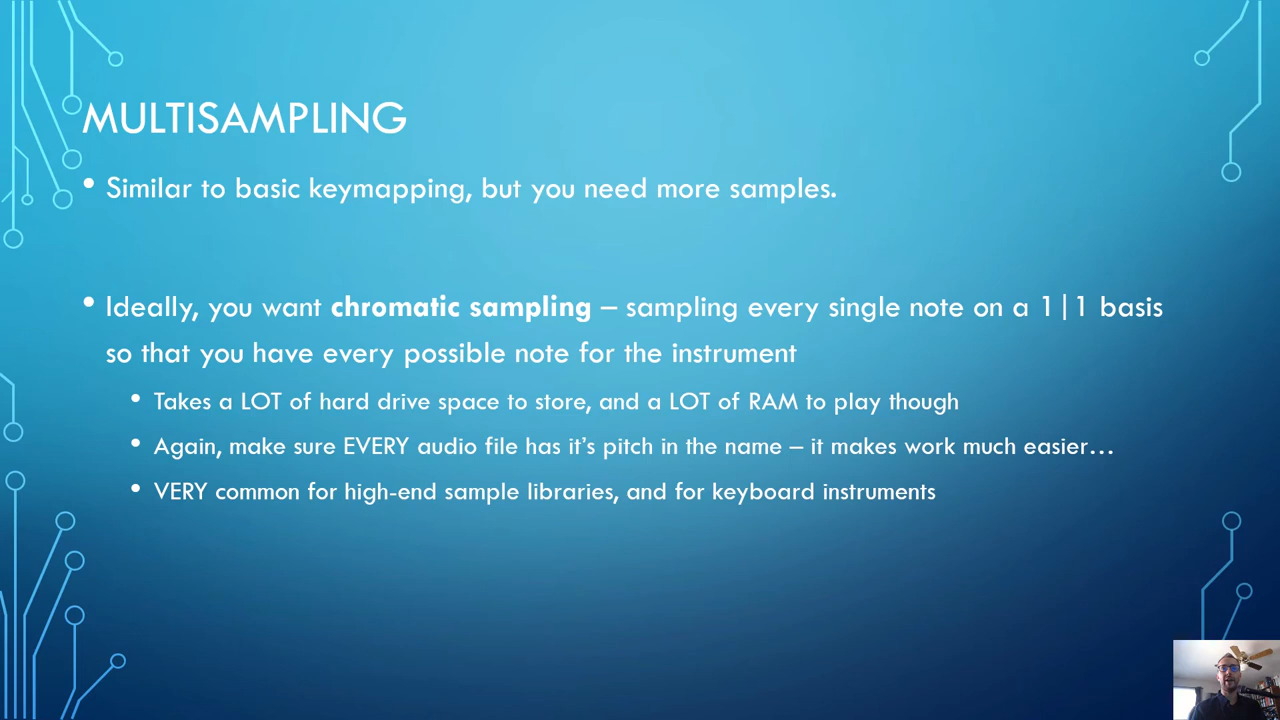 MULTISAMPLING
• Similar to basic keymapping, but you need more samples.
• Ideally, you want chromatic sampling – sampling every single note on a 1|1 basis
so that you have every possible note for the instrument
• Takes a LOT of hard drive space to store, and a LOT of RAM to play though
• Again, make sure EVERY audio file has it’s pitch in the name – it makes work much easier…
• VERY common for high-end sample libraries, and for keyboard instruments